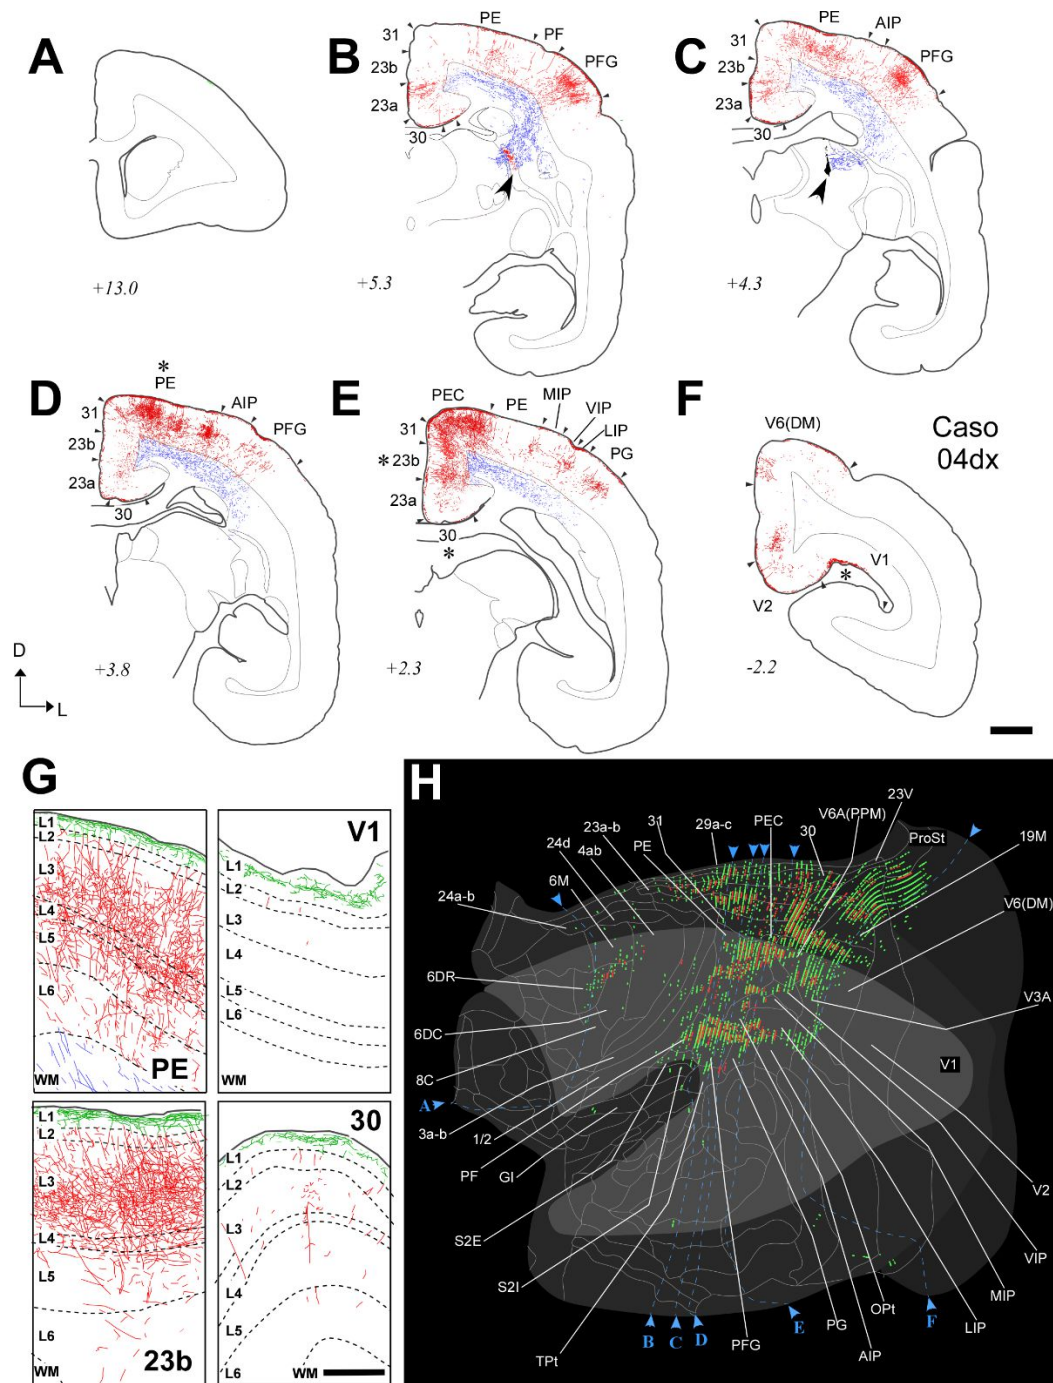 A
+13.0
B
PE
PF
PFG
31
23b
23a
30
+5.3
C
PE
AIP
PFG
31
23b
23a
30
+4.3
D
*
PE
AIP
PFG
31
23b
23a
30
+3.8
E
PEC
PE
MIP
VIP
LIP
PG
31
* 23b
23a
30
*
+2.3
F
V6(DM)
V1
*
V2
-2.2
Caso
04dx
D
L
G
L1
L2
L3
L4
L5
L6
WM
PE
V1
L1
L2
L3
L4
L5
L6
WM
L1
L2
L3
L4
L5
L6
WM
23b
30
L1
L2
L3
L4
L5
L6
WM
H
23V
V6A(PPM)
ProSt
PEC
30
19M
29a-c
31
23a-b
PE
4ab
24d
6M
24a-b
V6(DM)
6DR
V3A
6DC
V1
8C
A
3a-b
1/2
PF
GI
V2
S2E
VIP
S2I
MIP
OPt
LIP
B
C
D
E
F
PG
PFG
AIP
TPt